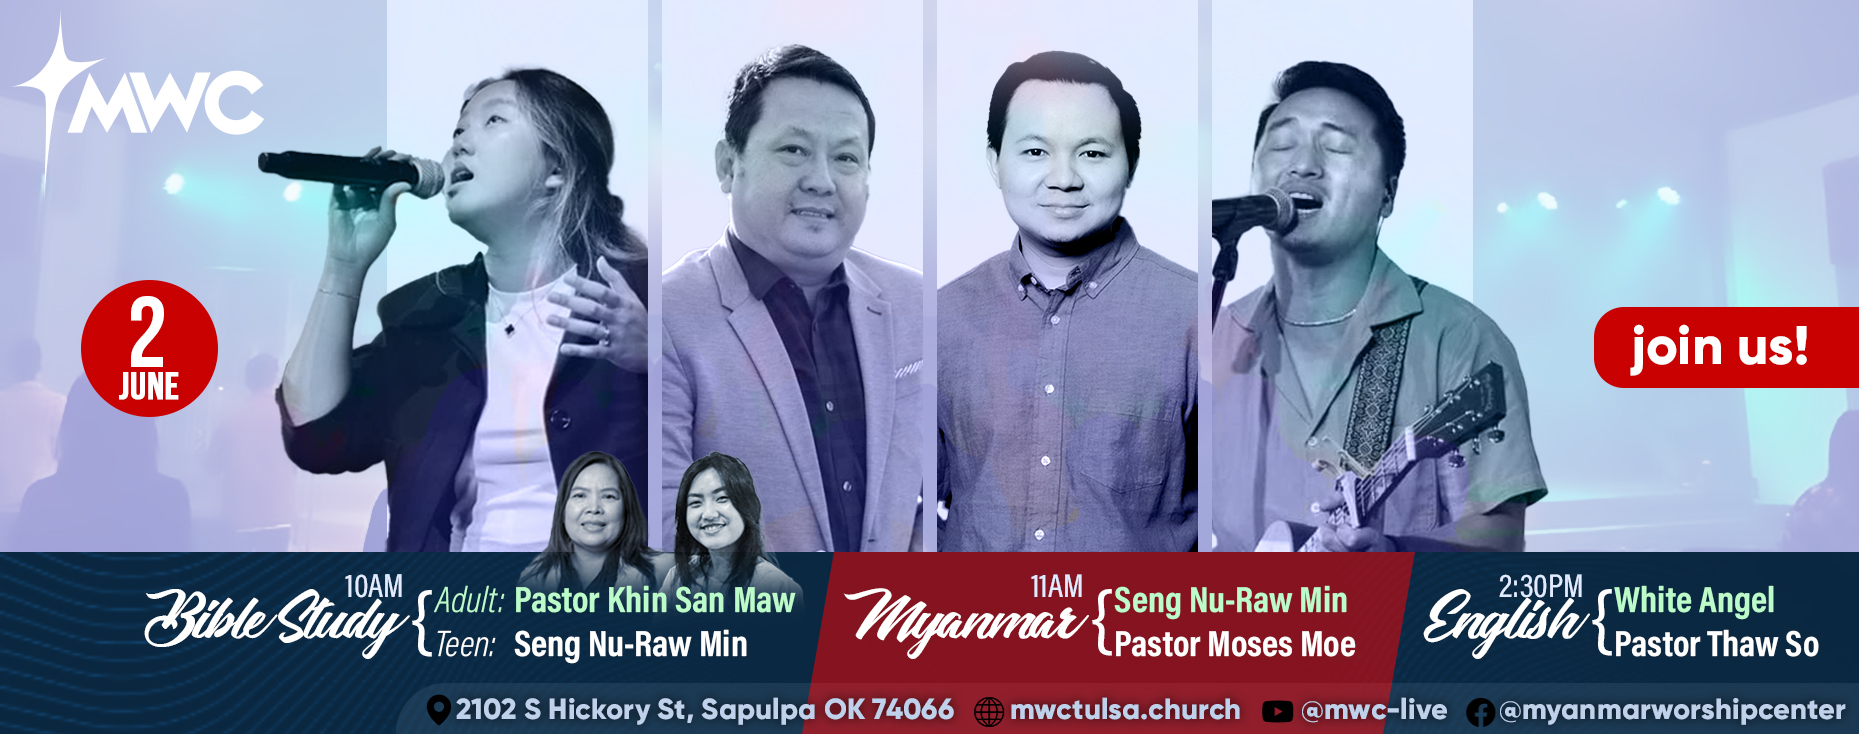 MWC
2
JUNE
join us!
10AM
Bible Study
Adult: Pastor Khin San Maw
Teen: Seng Nu-Raw Min
11AM
Myanmar
Seng Nu-Raw Min
Pastor Moses Moe
2:30PM
English
White Angel
Pastor Thaw So
2102 S Hickory St, Sapulpa OK 74066
mwctulsa.church
@mwc-live
@myanmarworshipcenter